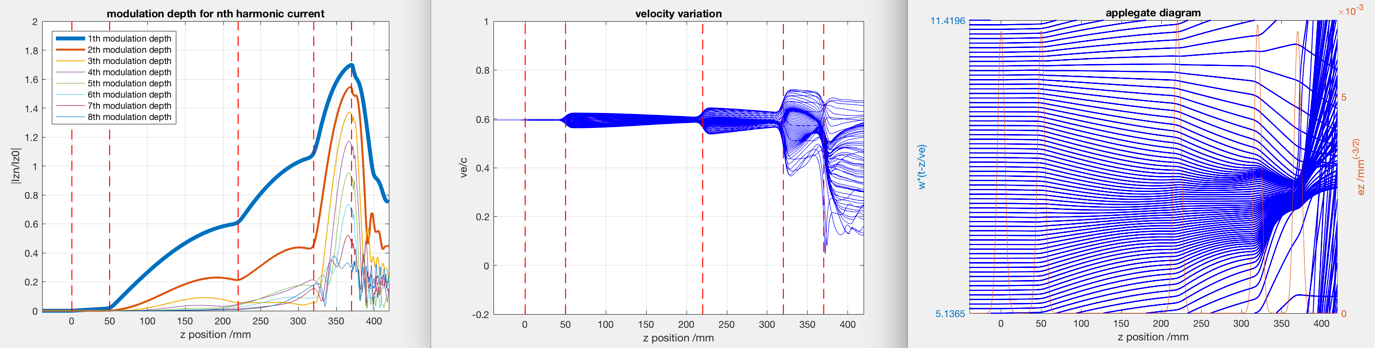 modulation depth for nth harmonic current
2
1.8
1.6
1.4
1.2
1
0.8
0.6
0.4
0.2
0
|Izn/Iz0|
1th modulation depth
2th modulation depth
3th modulation depth
4th modulation depth
5th modulation depth
6th modulation depth
7th modulation depth
8th modulation depth
0 50 100 150 200 250 300 350 400
z position /mm
velocity variation
1
0.8
0.6
0.4
0.2
0
-0.2
ve/c
0 50 100 150 200 250 300 350 400
z position /mm
applegate diagram
×10⁻³
11.4196
5.1365
w*(t-z/ve)
5
0
ez /mm(-3/2)
0 50 100 150 200 250 300 350 400
z position /mm